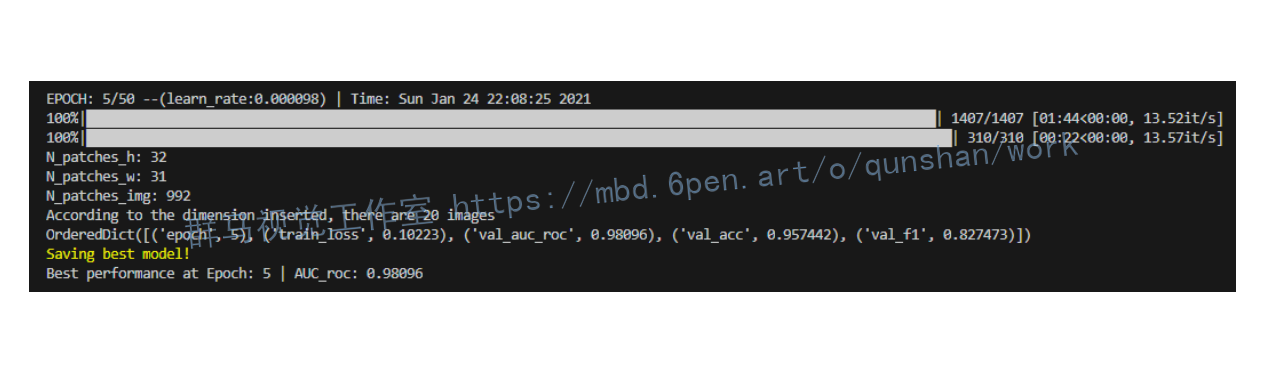 EPOCH: 5/50 --(learn_rate:0.000098) | Time: Sun Jan 24 22:08:25 2021
100%| | 1407/1407 [01:44<00:00, 13.52it/s]
100%| | 310/310 [00:22<00:00, 13.57it/s]
N_patches_h: 32
N_patches_w: 31
N_patches_img: 992
According to the dimension inserted, there are 20 images
OrderedDict([('epoch', 5), ('train_loss', 0.10223), ('val_auc_roc', 0.98096), ('val_acc', 0.957442), ('val_f1', 0.827473)])
Saving best model!
Best performance at Epoch: 5 | AUC_roc: 0.98096
群马视觉工作室 https://mbd.6pen.art/o/qunshan/work